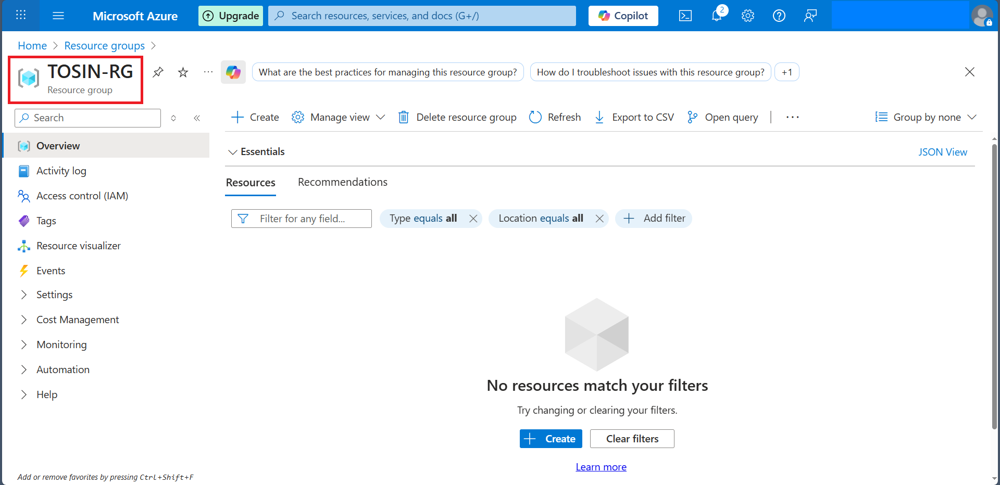 Microsoft Azure
Upgrade
Search resources, services, and docs (G+/)
Copilot
2
Home
Resource groups
TOSIN-RG
Resource group
What are the best practices for managing this resource group?
How do I troubleshoot issues with this resource group?
+1
Search
Create
Manage view
Delete resource group
Refresh
Export to CSV
Open query
Group by none
Overview
Activity log
Access control (IAM)
Tags
Resource visualizer
Events
Settings
Cost Management
Monitoring
Automation
Help
Add or remove favorites by pressing Ctrl+Shift+F
Essentials
JSON View
Resources
Recommendations
Filter for any field...
Type equals all
Location equals all
Add filter
No resources match your filters
Try changing or clearing your filters.
Create
Clear filters
Learn more